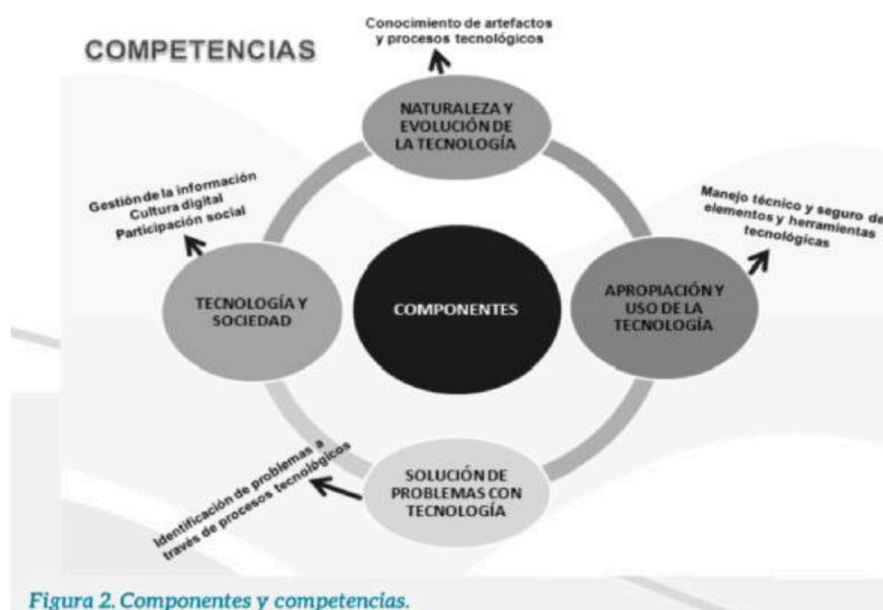 COMPETENCIAS
Conocimiento de artefactos
y procesos tecnológicos
NATURALEZA Y
EVOLUCIÓN DE
LA TECNOLOGÍA
Gestión de la información
Cultura digital
Participación social
Manejo técnico y seguro de
elementos y herramientas
tecnológicas
TECNOLOGÍA Y
SOCIEDAD
COMPONENTES
APROPIACIÓN Y
USO DE LA
TECNOLOGÍA
Identificación de problemas a
través de procesos tecnológicos
SOLUCIÓN DE
PROBLEMAS CON
TECNOLOGÍA
Figura 2. Componentes y competencias.